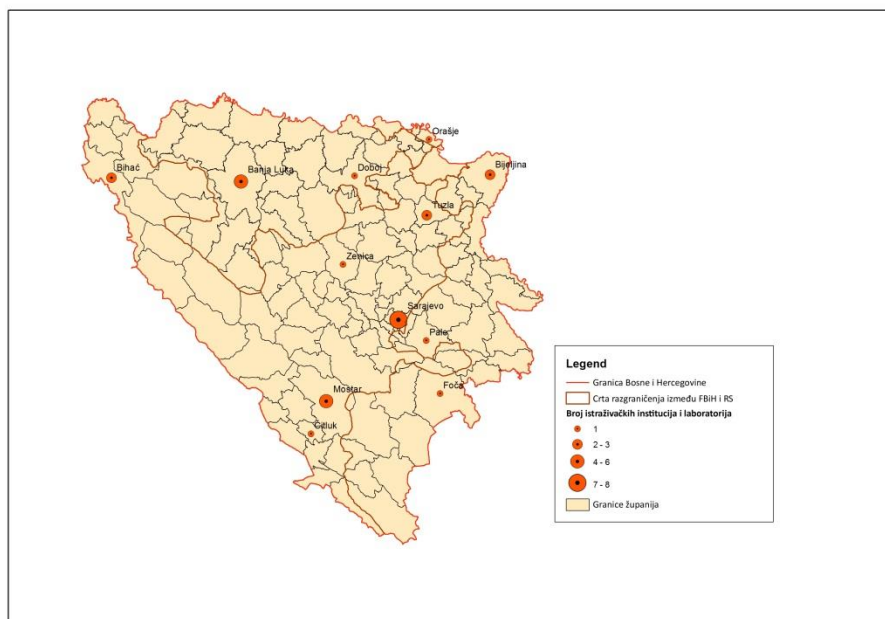 Orašje
Bihać
Banja Luka
Doboj
Bijeljina
Tuzla
Zenica
Sarajevo
Pale
Mostar
Foča
Čitluk
Legend
Granica Bosne i Hercegovine
Crta razgraničenja između FBiH i RS
Broj istraživačkih institucija i laboratorija
1
2 - 3
4 - 6
7 - 8
Granice županija